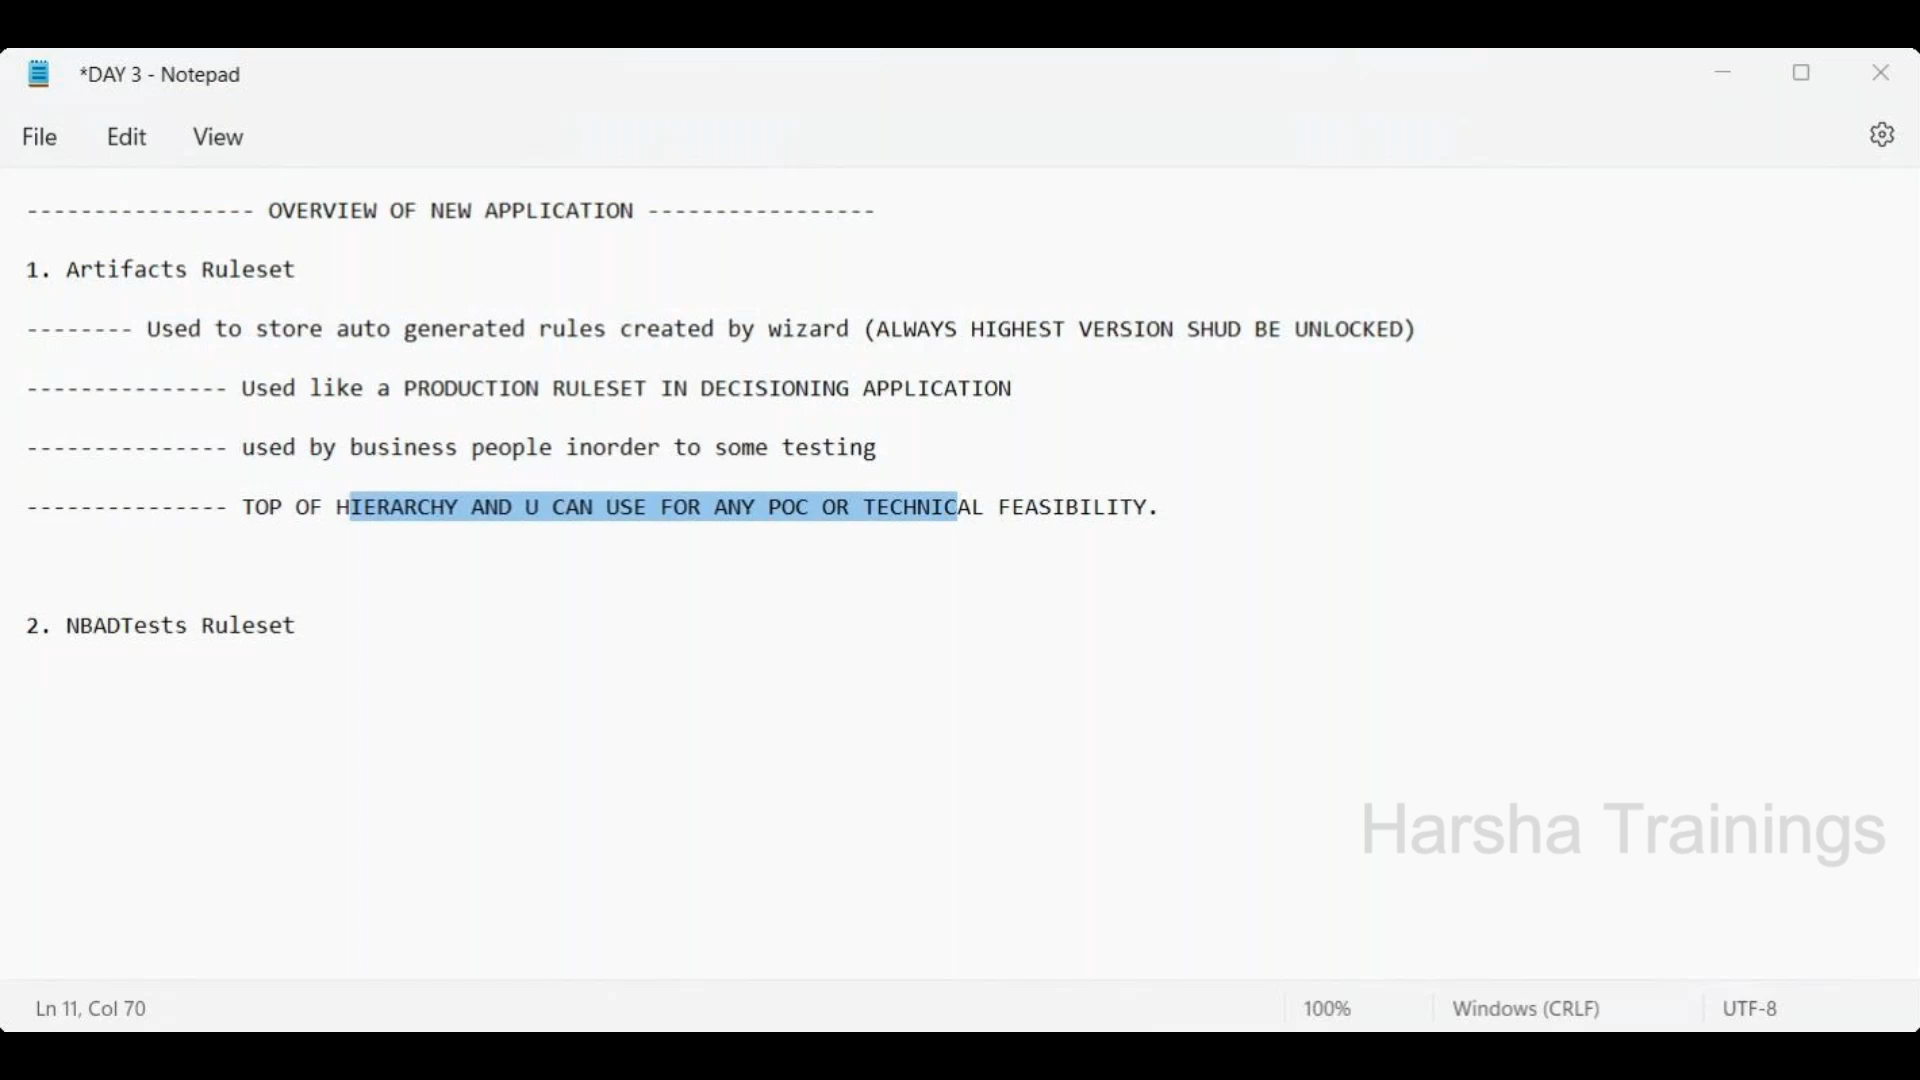 *DAY 3 - Notepad
File Edit View
----------------- OVERVIEW OF NEW APPLICATION -----------------
1. Artifacts Ruleset
-------- Used to store auto generated rules created by wizard (ALWAYS HIGHEST VERSION SHUD BE UNLOCKED)
--------------- Used like a PRODUCTION RULESET IN DECISIONING APPLICATION
--------------- used by business people inorder to some testing
--------------- TOP OF HIERARCHY AND U CAN USE FOR ANY POC OR TECHNICAL FEASIBILITY.
2. NBADTests Ruleset
Harsha Trainings
Ln 11, Col 70 100% Windows (CRLF) UTF-8